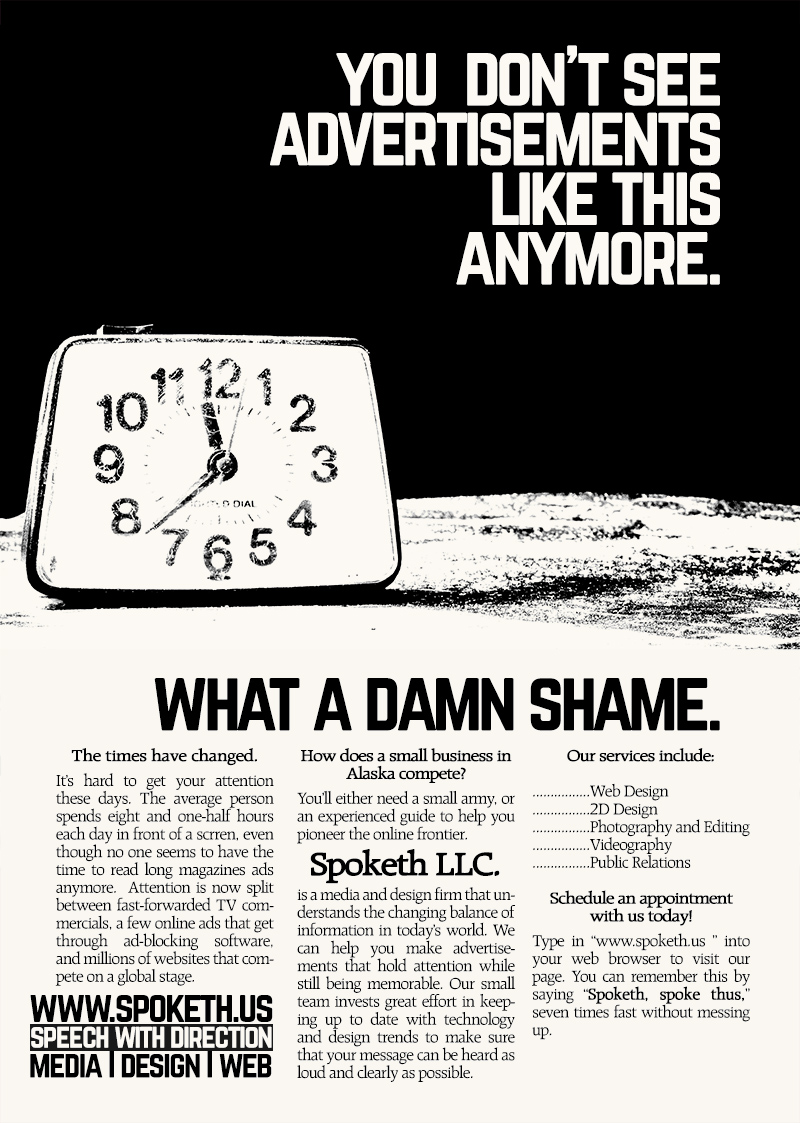 YOU DON'T SEE
ADVERTISEMENTS
LIKE THIS
ANYMORE.
11 12 1
10 2
9 3
DIAL
8 4
7 6 5
WHAT A DAMN SHAME.
The times have changed.
It's hard to get your attention
these days. The average person
spends eight and one-half hours
each day in front of a scrren, even
though no one seems to have the
time to read long magazines ads
anymore. Attention is now split
between fast-forwarded TV com-
mercials, a few online ads that get
through ad-blocking software,
and millions of websites that com-
pete on a global stage.
WWW.SPOKETH.US
SPEECH WITH DIRECTION
MEDIA | DESIGN | WEB
How does a small business in
Alaska compete?
You'll either need a small army, or
an experienced guide to help you
pioneer the online frontier.
Spoketh LLC.
is a media and design firm that un-
derstands the changing balance of
information in today's world. We
can help you make advertise-
ments that hold attention while
still being memorable. Our small
team invests great effort in keep-
ing up to date with technology
and design trends to make sure
that your message can be heard as
loud and clearly as possible.
Our services include:
................Web Design
................2D Design
................Photography and Editing
................Videography
................Public Relations
Schedule an appointment
with us today!
Type in “www.spoketh.us ” into
your web browser to visit our
page. You can remember this by
saying “Spoketh, spoke thus,”
seven times fast without messing
up.